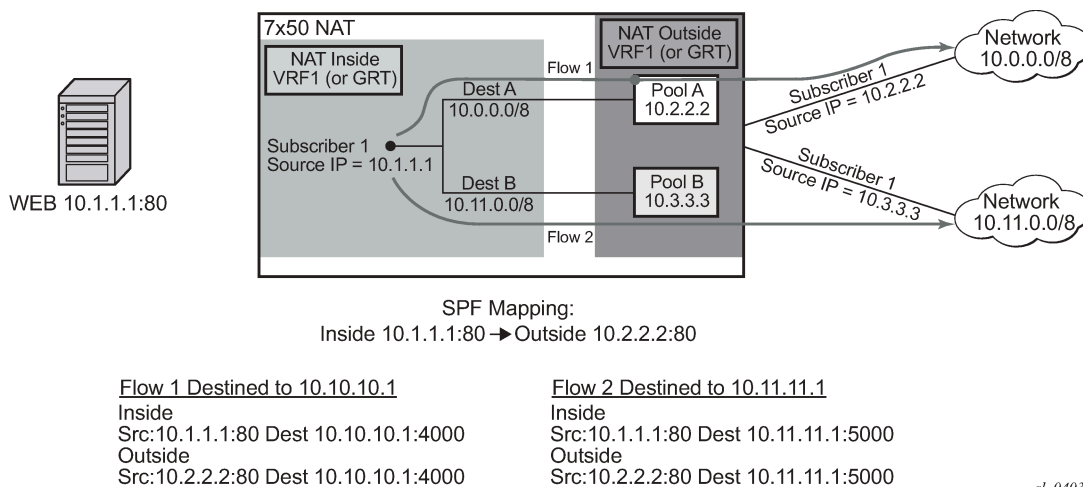 7x50 NAT
NAT Inside
VRF1 (or GRT)
NAT Outside
VRF1 (or GRT)
Network
10.0.0.0/8
Flow 1
Dest A
10.0.0.0/8
Pool A
10.2.2.2
Subscriber 1
Source IP = 10.2.2.2
Subscriber 1
Source IP = 10.1.1.1
WEB 10.1.1.1:80
Dest B
10.11.0.0/8
Pool B
10.3.3.3
Subscriber 1
Source IP = 10.3.3.3
Network
10.11.0.0/8
Flow 2
SPF Mapping:
Inside 10.1.1.1:80 → Outside 10.2.2.2:80
Flow 1 Destined to 10.10.10.1
Inside
Src:10.1.1.1:80 Dest 10.10.10.1:4000
Outside
Src:10.2.2.2:80 Dest 10.10.10.1:4000
Flow 2 Destined to 10.11.11.1
Inside
Src:10.1.1.1:80 Dest 10.11.11.1:5000
Outside
Src:10.2.2.2:80 Dest 10.11.11.1:5000